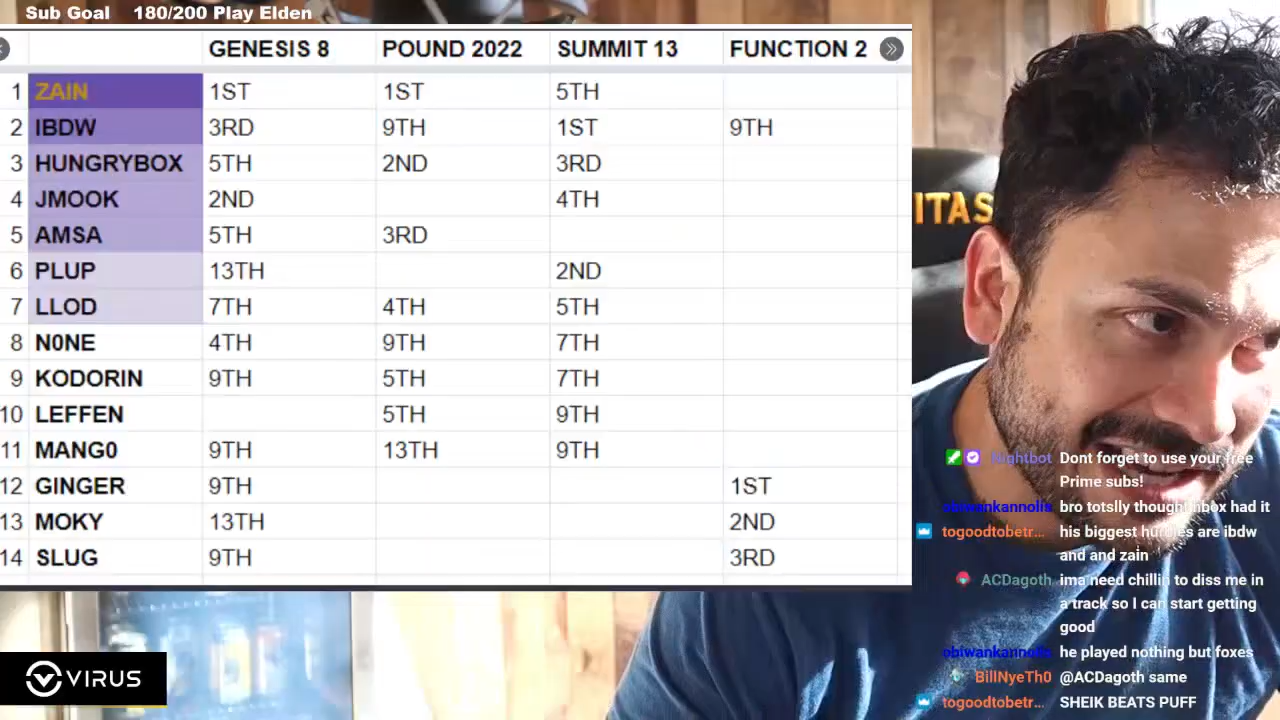 Sub Goal 180/200 Play Elden
GENESIS 8 POUND 2022 SUMMIT 13 FUNCTION 2
1 ZAIN 1ST 1ST 5TH
2 IBDW 3RD 9TH 1ST 9TH
3 HUNGRYBOX 5TH 2ND 3RD
4 JMOOK 2ND 4TH
5 AMSA 5TH 3RD
6 PLUP 13TH 2ND
7 LLOD 7TH 4TH 5TH
8 N0NE 4TH 9TH 7TH
9 KODORIN 9TH 5TH 7TH
10 LEFFEN 5TH 9TH
11 MANG0 9TH 13TH 9TH
12 GINGER 9TH 1ST
13 MOKY 13TH 2ND
14 SLUG 9TH 3RD
ITAS
Nightbot Dont forget to use your free
Prime subs!
obiwankannolis bro totslly though hbox had it
togoodtobetr... his biggest hurdles are ibdw
and and zain
ACDagoth ima need chillin to diss me in
a track so I can start getting
good
obiwankannolis he played nothing but foxes
BillNyeTh0 @ACDagoth same
togoodtobetr... SHEIK BEATS PUFF
VIRUS